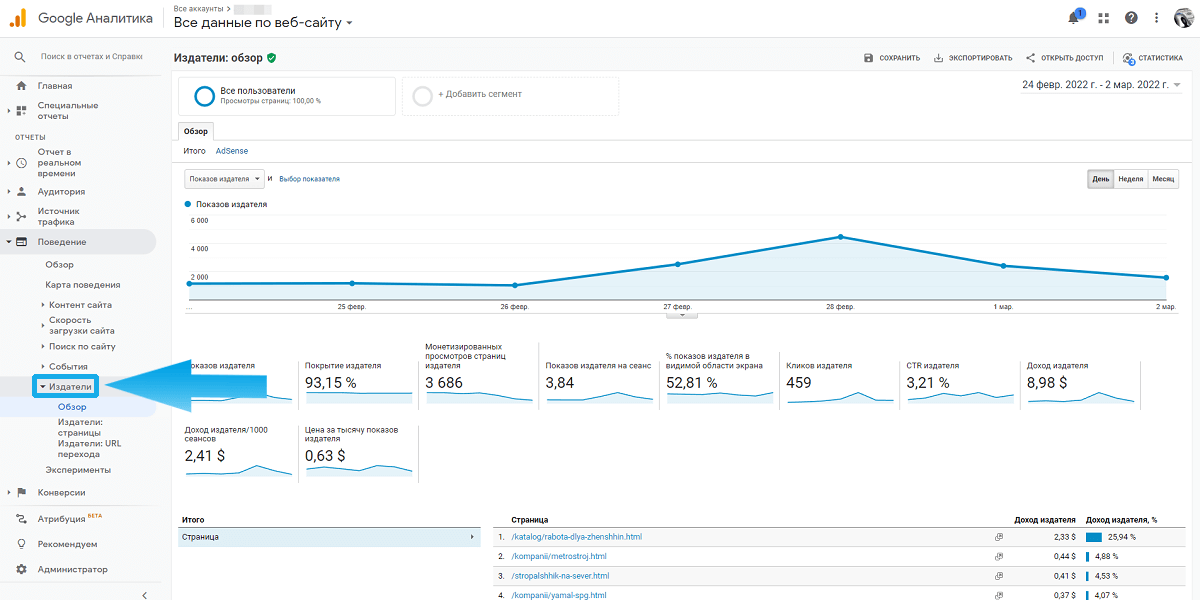 Google Аналитика
Все аккаунты >
Все данные по веб-сайту
1
Поиск в отчетах и Справке
Главная
Специальные
отчеты
ОТЧЕТЫ
Отчет в
реальном
времени
Аудитория
Источник
трафика
Поведение
Обзор
Карта поведения
Контент сайта
Скорость
загрузки сайта
Поиск по сайту
События
Издатели
Обзор
Издатели:
страницы
Издатели: URL
перехода
Эксперименты
Конверсии
Атрибуция БЕТА
Рекомендуем
Администратор
Издатели: обзор
СОХРАНИТЬ
ЭКСПОРТИРОВАТЬ
ОТКРЫТЬ ДОСТУП
СТАТИСТИКА
Все пользователи
Просмотры страниц: 100,00 %
+ Добавить сегмент
24 февр. 2022 г. - 2 мар. 2022 г.
Обзор
Итого AdSense
Показов издателя И Выбор показателя
День Неделя Месяц
Показов издателя
6 000
4 000
2 000
... 25 февр. 26 февр. 27 февр. 28 февр. 1 мар. 2 мар.
оказов издателя
Покрытие издателя
93,15 %
Монетизированных
просмотров страниц
издателя
3 686
Показов издателя на сеанс
3,84
% показов издателя в
видимой области экрана
52,81 %
Кликов издателя
459
CTR издателя
3,21 %
Доход издателя
8,98 $
Доход издателя/1000
сеансов
2,41 $
Цена за тысячу показов
издателя
0,63 $
Итого
Страница
Страница Доход издателя Доход издателя, %
1. /katalog/rabota-dlya-zhenshhin.html 2,33 $ 25,94 %
2. /kompanii/metrostroj.html 0,44 $ 4,88 %
3. /stropalshhik-na-sever.html 0,41 $ 4,53 %
4. /kompanii/yamal-spg.html 0,37 $ 4,07 %